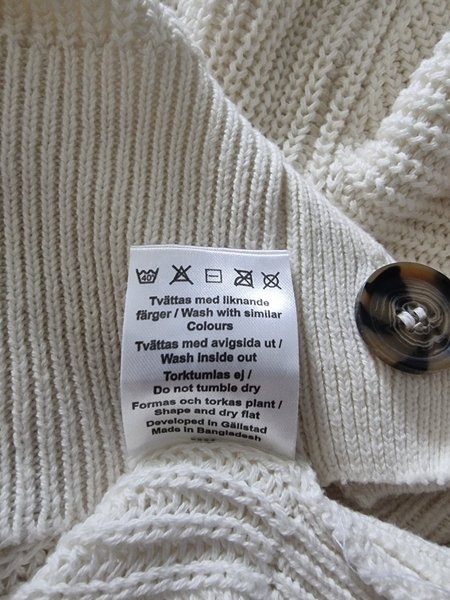 40
Tvättas med liknande
färger / Wash with similar
Colours
Tvättas med avigsida ut /
Wash inside out
Torktumlas ej /
Do not tumble dry
Formas och torkas plant /
Shape and dry flat
Developed in Gällstad
Made in Bangladesh